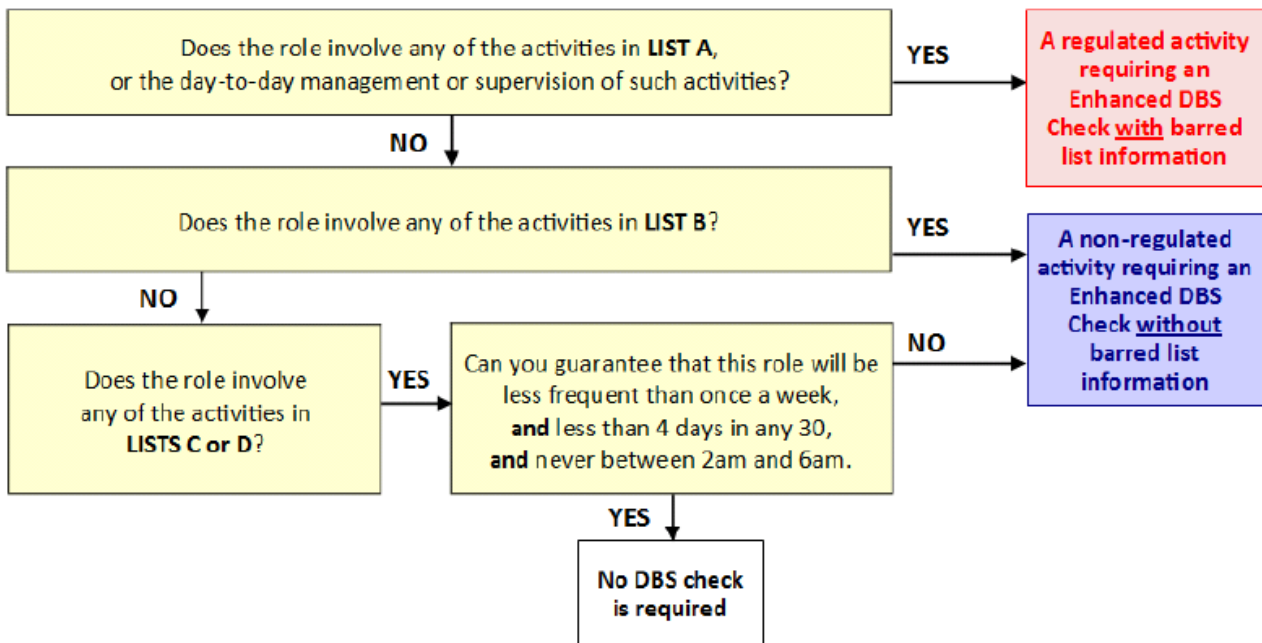 Does the role involve any of the activities in LIST A,
or the day-to-day management or supervision of such activities?
YES
A regulated activity
requiring an
Enhanced DBS
Check with barred
list information
NO
Does the role involve any of the activities in LIST B?
YES
A non-regulated
activity requiring an
Enhanced DBS
Check without
barred list
information
NO
Does the role involve
any of the activities in
LISTS C or D?
YES
Can you guarantee that this role will be
less frequent than once a week,
and less than 4 days in any 30,
and never between 2am and 6am.
NO
YES
No DBS check
is required